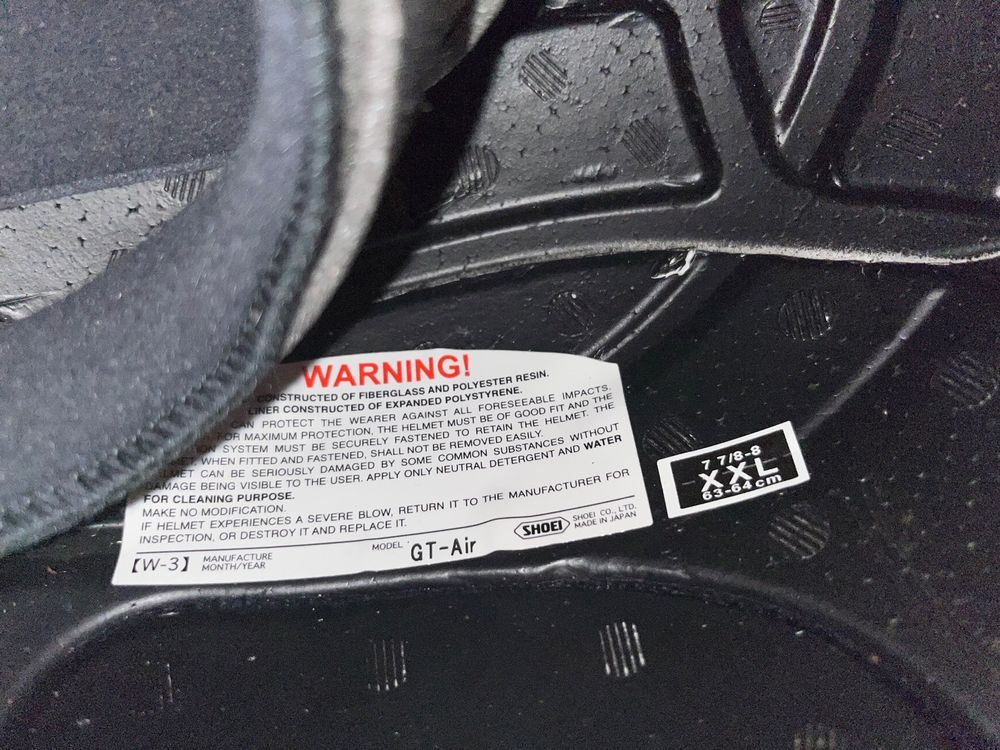 WARNING!
CONSTRUCTED OF FIBERGLASS AND POLYESTER RESIN.
LINER CONSTRUCTED OF EXPANDED POLYSTYRENE.
CAN PROTECT THE WEARER AGAINST ALL FORESEEABLE IMPACTS.
FOR MAXIMUM PROTECTION, THE HELMET MUST BE OF GOOD FIT AND THE
SYSTEM MUST BE SECURELY FASTENED TO RETAIN THE HELMET. THE
WHEN FITTED AND FASTENED, SHALL NOT BE REMOVED EASILY.
CAN BE SERIOUSLY DAMAGED BY SOME COMMON SUBSTANCES WITHOUT
DAMAGE BEING VISIBLE TO THE USER. APPLY ONLY NEUTRAL DETERGENT AND WATER
FOR CLEANING PURPOSE.
MAKE NO MODIFICATION.
IF HELMET EXPERIENCES A SEVERE BLOW, RETURN IT TO THE MANUFACTURER FOR
INSPECTION, OR DESTROY IT AND REPLACE IT.
【W-3】 MANUFACTURE MONTH/YEAR MODEL GT-Air SHOEI SHOEI CO., LTD. MADE IN JAPAN
7 7/8-8
XXL
63-64cm